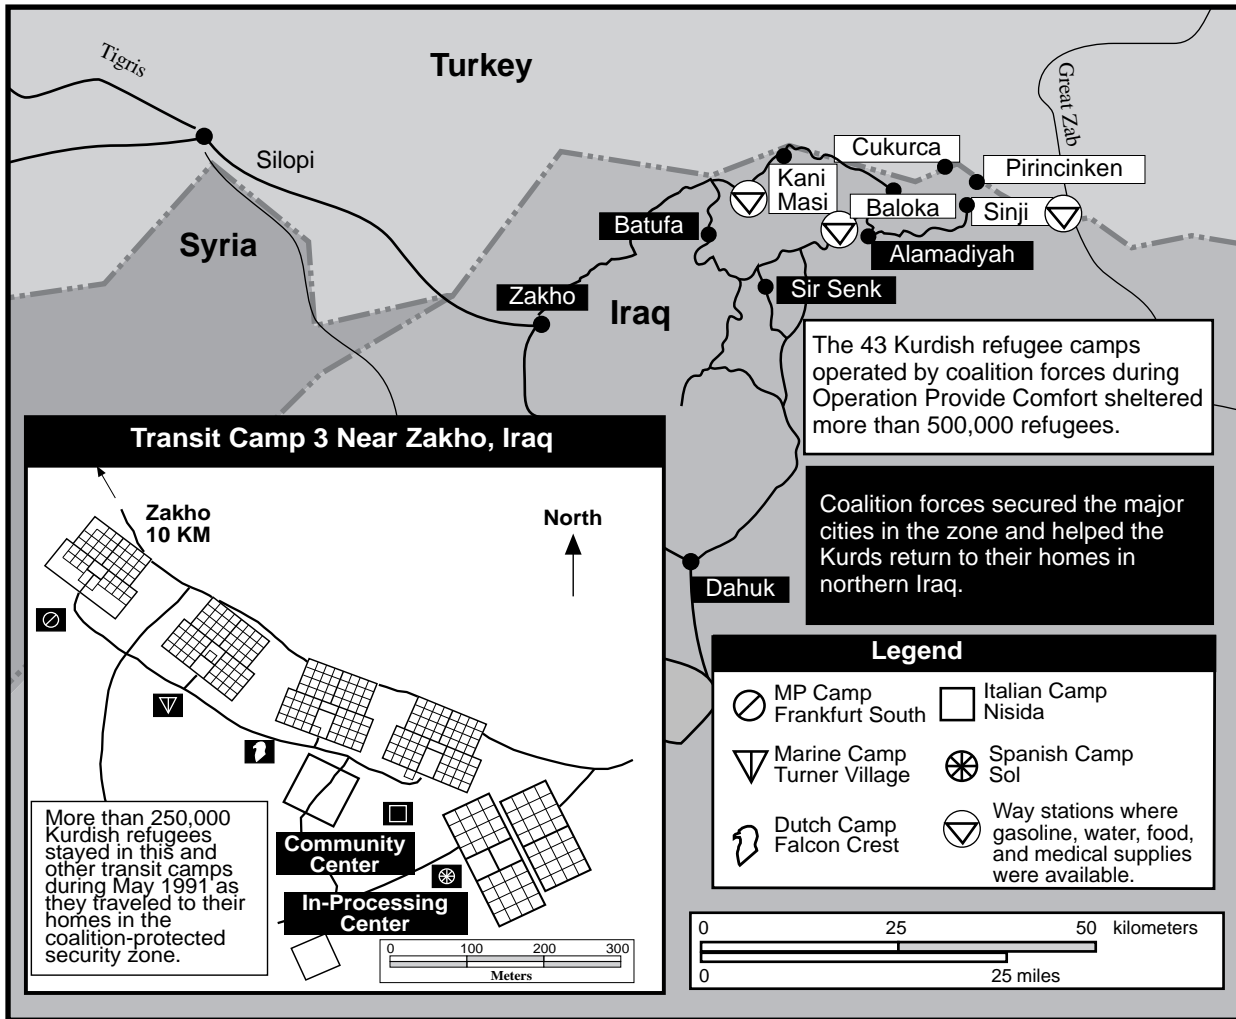 Tigris
Turkey
Great Zab
Silopi
Cukurca
Pirincinken
Kani
Masi
Baloka
Sinji
Batufa
Syria
Alamadiyah
Zakho
Iraq
Sir Senk
The 43 Kurdish refugee camps
operated by coalition forces during
Operation Provide Comfort sheltered
more than 500,000 refugees.
Coalition forces secured the major
cities in the zone and helped the
Kurds return to their homes in
northern Iraq.
Dahuk
Transit Camp 3 Near Zakho, Iraq
Zakho
10 KM
North
Community
Center
In-Processing
Center
More than 250,000
Kurdish refugees
stayed in this and
other transit camps
during May 1991 as
they traveled to their
homes in the
coalition-protected
security zone.
0 100 200 300
Meters
Legend
MP Camp
Frankfurt South
Italian Camp
Nisida
Marine Camp
Turner Village
Spanish Camp
Sol
Dutch Camp
Falcon Crest
Way stations where
gasoline, water, food,
and medical supplies
were available.
0 25 50 kilometers
0 25 miles